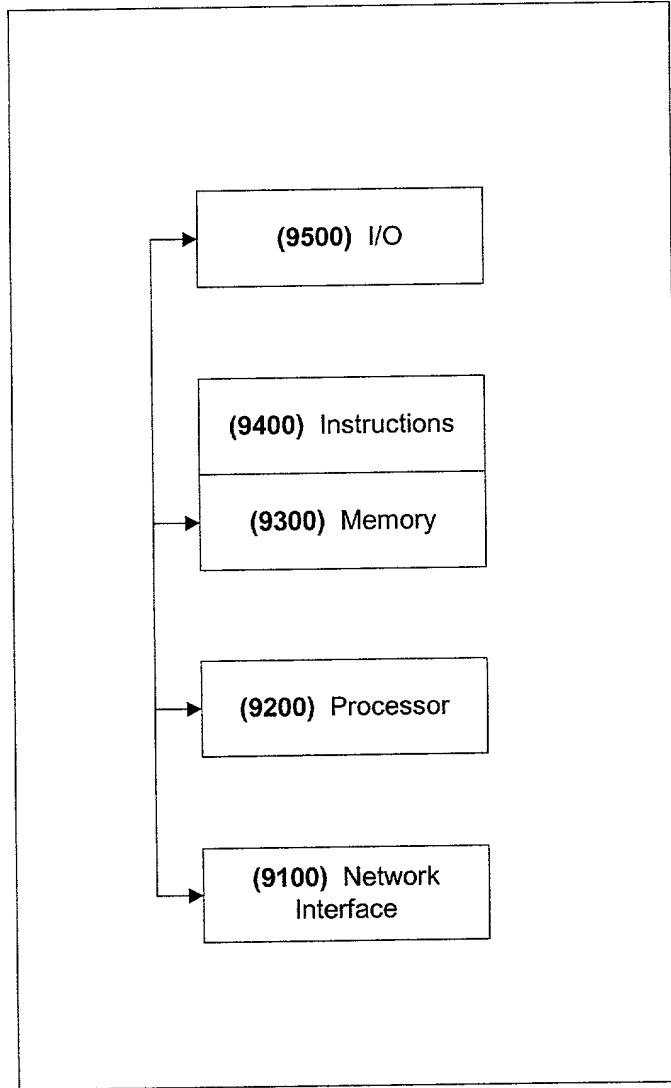 (9500) I/O
(9400) Instructions
(9300) Memory
(9200) Processor
(9100) Network
Interface